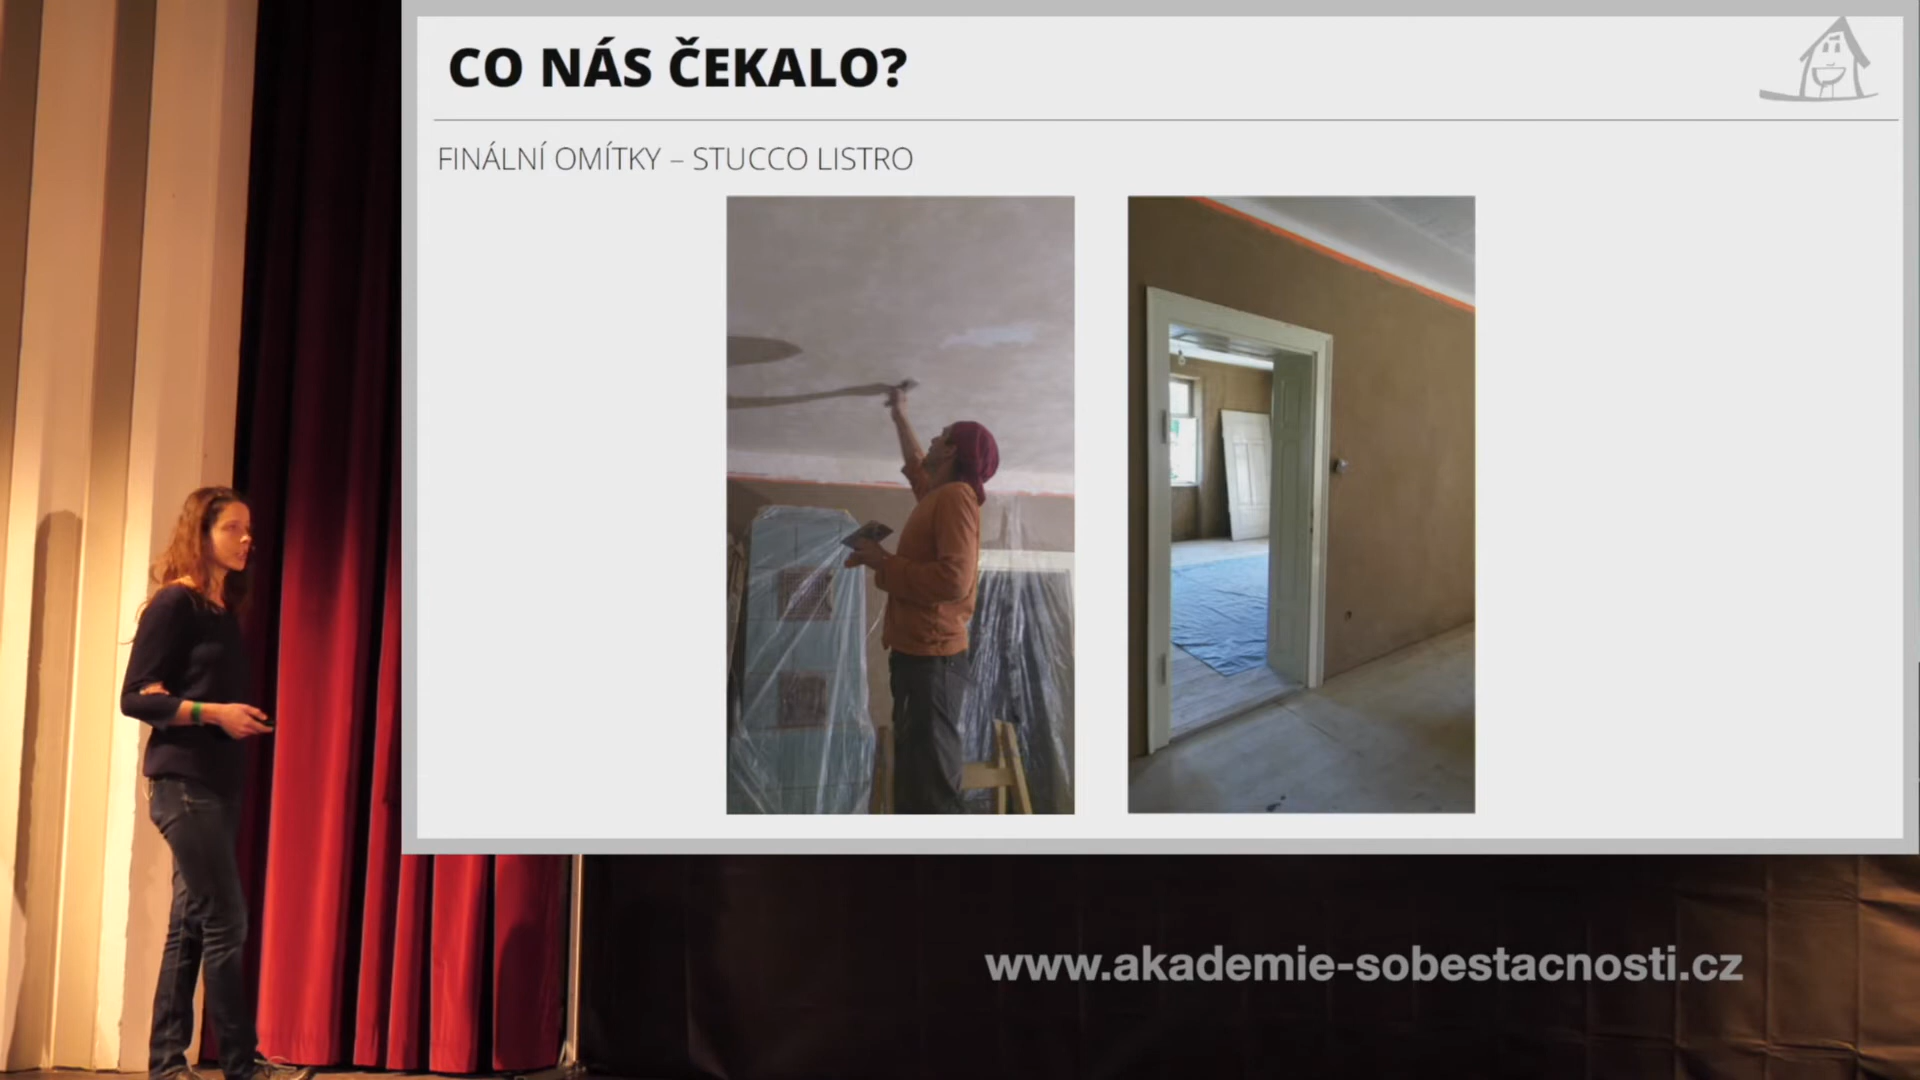 CO NÁS ČEKALO?
FINÁLNÍ OMÍTKY – STUCCO LISTRO
www.akademie-sobestacnosti.cz